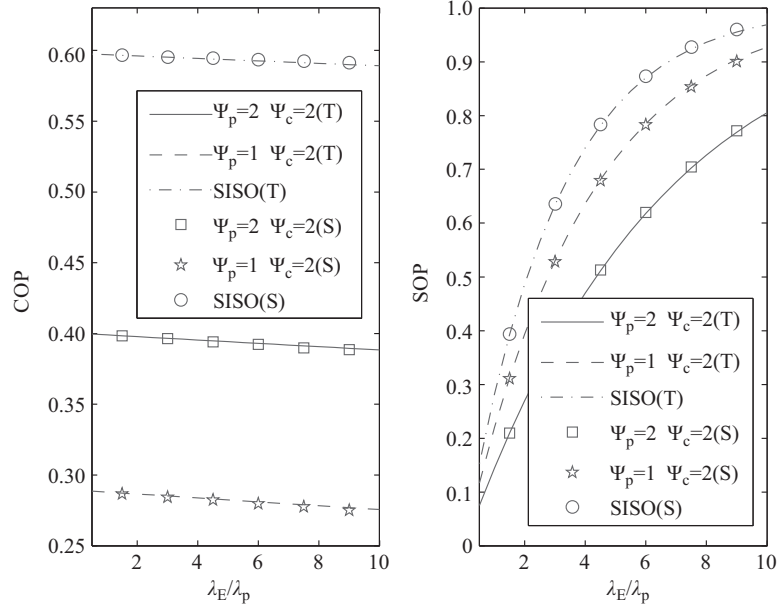 COP
0.60
0.55
0.50
0.45
0.40
0.35
0.30
0.25
2
4
6
8
10
λE/λp
Ψp=2 Ψc=2(T)
Ψp=1 Ψc=2(T)
SISO(T)
Ψp=2 Ψc=2(S)
Ψp=1 Ψc=2(S)
SISO(S)
SOP
1.0
0.9
0.8
0.7
0.6
0.5
0.4
0.3
0.2
0.1
0
2
4
6
8
10
λE/λp
Ψp=2 Ψc=2(T)
Ψp=1 Ψc=2(T)
SISO(T)
Ψp=2 Ψc=2(S)
Ψp=1 Ψc=2(S)
SISO(S)